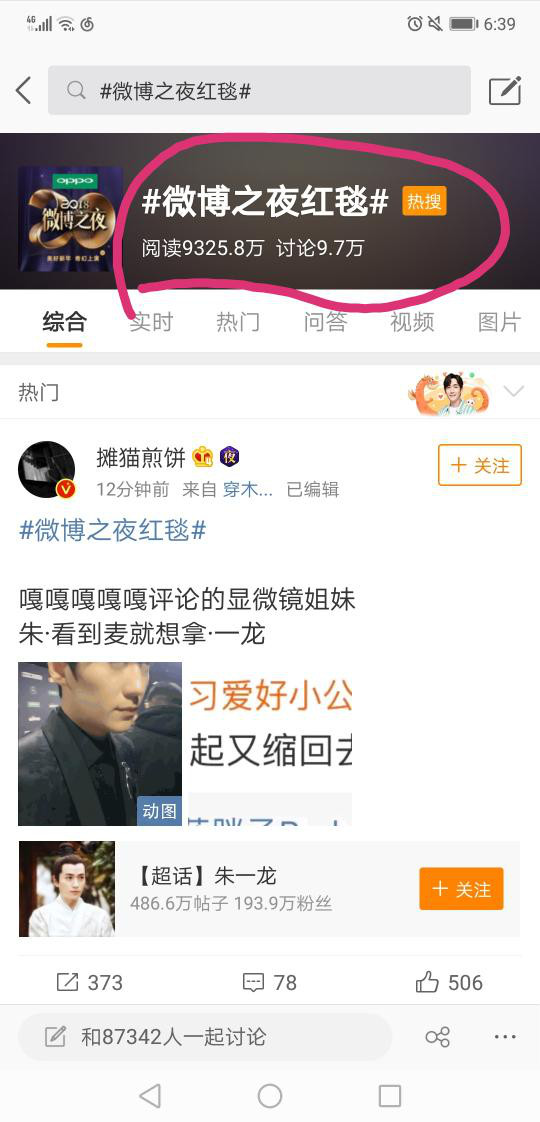 4G
6:39
#微博之夜红毯#
OPPO
2018
微博之夜
美好新年 奇幻上演
#微博之夜红毯# 热搜
阅读9325.8万 讨论9.7万
综合 实时 热门 问答 视频 图片
热门
摊猫煎饼 夜
V
12分钟前 来自 穿木... 已编辑
+ 关注
#微博之夜红毯#
嘎嘎嘎嘎嘎评论的显微镜姐妹
朱·看到麦就想拿·一龙
动图
习爱好小公
起又缩回去
【超话】朱一龙
486.6万帖子 193.9万粉丝
+ 关注
373 78 506
和87342人一起讨论